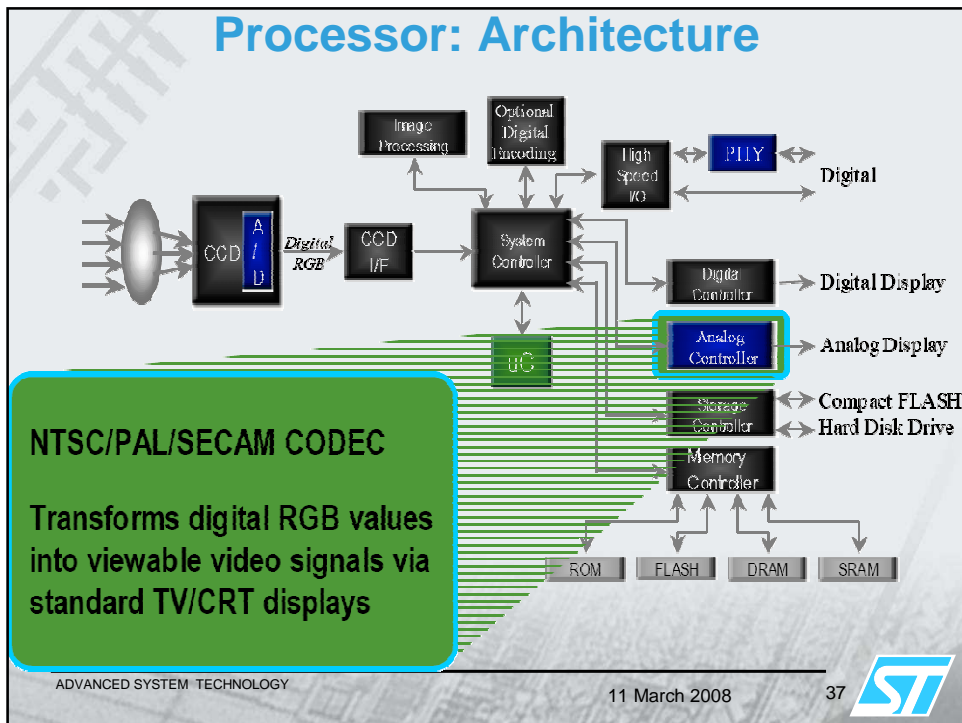 Processor: Architecture
Image
Processing
Optional
Digital
Encoding
High
Speed
I/O
PHY
Digital
CCD
A
/
D
Digital
RGB
CCD
I/F
System
Controller
Digital
Controller
Digital Display
Analog
Controller
Analog Display
uC
Storage
Controller
Compact FLASH
Hard Disk Drive
Memory
Controller
ROM
FLASH
DRAM
SRAM
NTSC/PAL/SECAM CODEC
Transforms digital RGB values
into viewable video signals via
standard TV/CRT displays
ADVANCED SYSTEM TECHNOLOGY
11 March 2008
37
ST